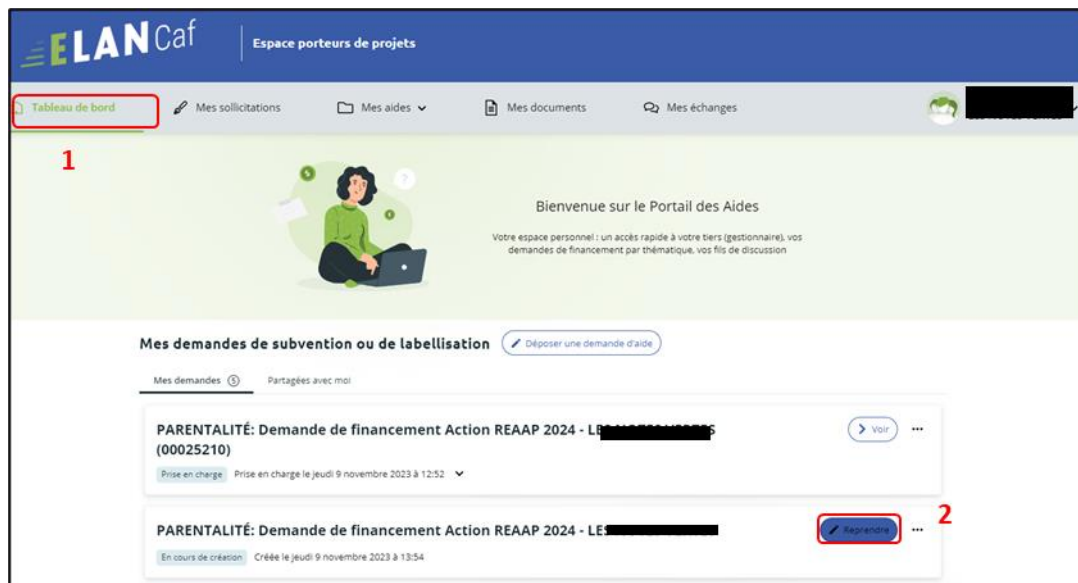 ELAN Caf
Espace porteurs de projets
Tableau de bord
Mes sollicitations
Mes aides
Mes documents
Mes échanges
1
?
Bienvenue sur le Portail des Aides
Votre espace personnel : un accès rapide à votre tiers (gestionnaire), vos
demandes de financement par thématique, vos fils de discussion
Mes demandes de subvention ou de labellisation
Déposer une demande d'aide
Mes demandes 5
Partagées avec moi
PARENTALITÉ: Demande de financement Action REAAP 2024 -
(00025210)
Voir
...
Prise en charge Prise en charge le jeudi 9 novembre 2023 à 12:52
PARENTALITÉ: Demande de financement Action REAAP 2024 - LES
Reprendre
...
2
En cours de création Créée le jeudi 9 novembre 2023 à 13:54